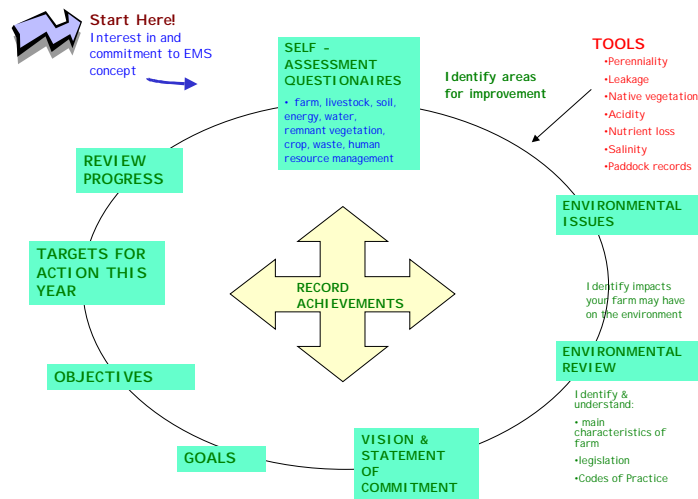 Start Here!
Interest in and
commitment to EMS
concept
SELF -
ASSESSMENT
QUESTIONAIRES
• farm, livestock, soil,
energy, water,
remnant vegetation,
crop, waste, human
resource management
Identify areas
for improvement
TOOLS
•Perenniality
•Leakage
•Native vegetation
•Acidity
•Nutrient loss
•Salinity
•Paddock records
ENVIRONMENTAL
ISSUES
Identify impacts
your farm may have
on the environment
ENVIRONMENTAL
REVIEW
Identify &
understand:
• main
characteristics of
farm
•legislation
•Codes of Practice
VISION &
STATEMENT
OF
COMMITMENT
GOALS
OBJECTIVES
TARGETS FOR
ACTION THIS
YEAR
REVIEW
PROGRESS
RECORD
ACHIEVEMENTS